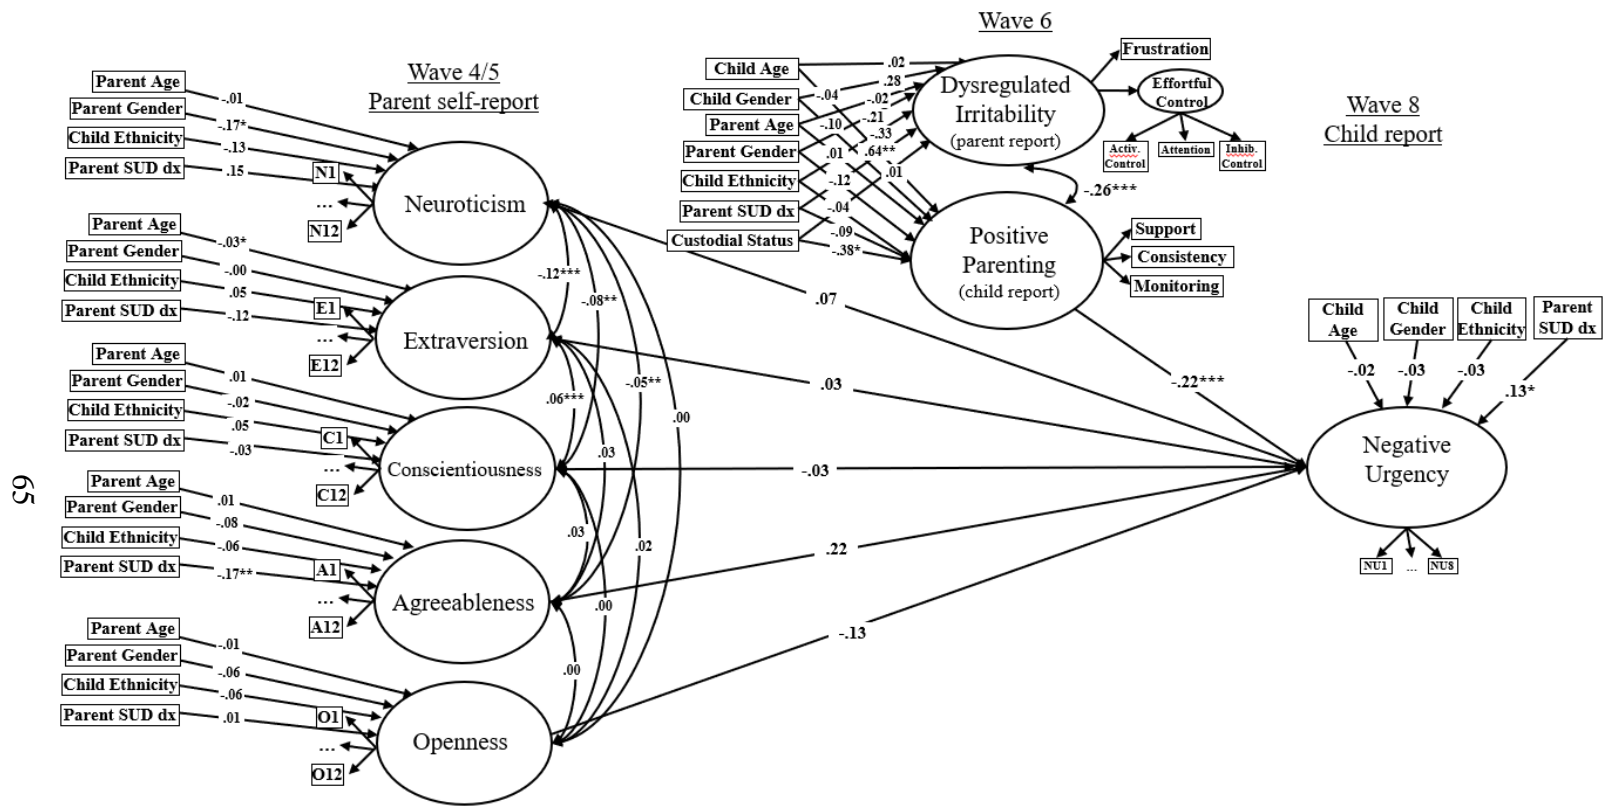 Wave 4/5
Parent self-report
Parent Age
Parent Gender
Child Ethnicity
Parent SUD dx
-.01
-.17*
-.13
.15
N1
...
N12
Neuroticism
Parent Age
Parent Gender
Child Ethnicity
Parent SUD dx
-.03*
-.00
.05
-.12
E1
...
E12
Extraversion
Parent Age
Parent Gender
Child Ethnicity
Parent SUD dx
.01
-.02
.05
-.03
C1
...
C12
Conscientiousness
Parent Age
Parent Gender
Child Ethnicity
Parent SUD dx
.01
-.08
-.06
-.17**
A1
...
A12
Agreeableness
Parent Age
Parent Gender
Child Ethnicity
Parent SUD dx
-.01
-.06
-.06
.01
O1
...
O12
Openness
-.12***
-.08**
-.05**
.00
.06***
.03
.02
.03
.00
.00
.07
.03
-.03
.22
-.13
Wave 6
Child Age
Child Gender
Parent Age
Parent Gender
Child Ethnicity
Parent SUD dx
Custodial Status
.02
.28
-.04
-.02
-.21
-.10
-.33
.01
.64**
.01
-.12
-.04
-.09
-.38*
Dysregulated
Irritability
(parent report)
Frustration
Effortful
Control
Activ.
Control
Attention
Inhib.
Control
-.26***
Positive
Parenting
(child report)
Support
Consistency
Monitoring
-.22***
Wave 8
Child report
Child
Age
Child
Gender
Child
Ethnicity
Parent
SUD dx
-.02
-.03
-.03
.13*
Negative
Urgency
NU1
...
NU8
65